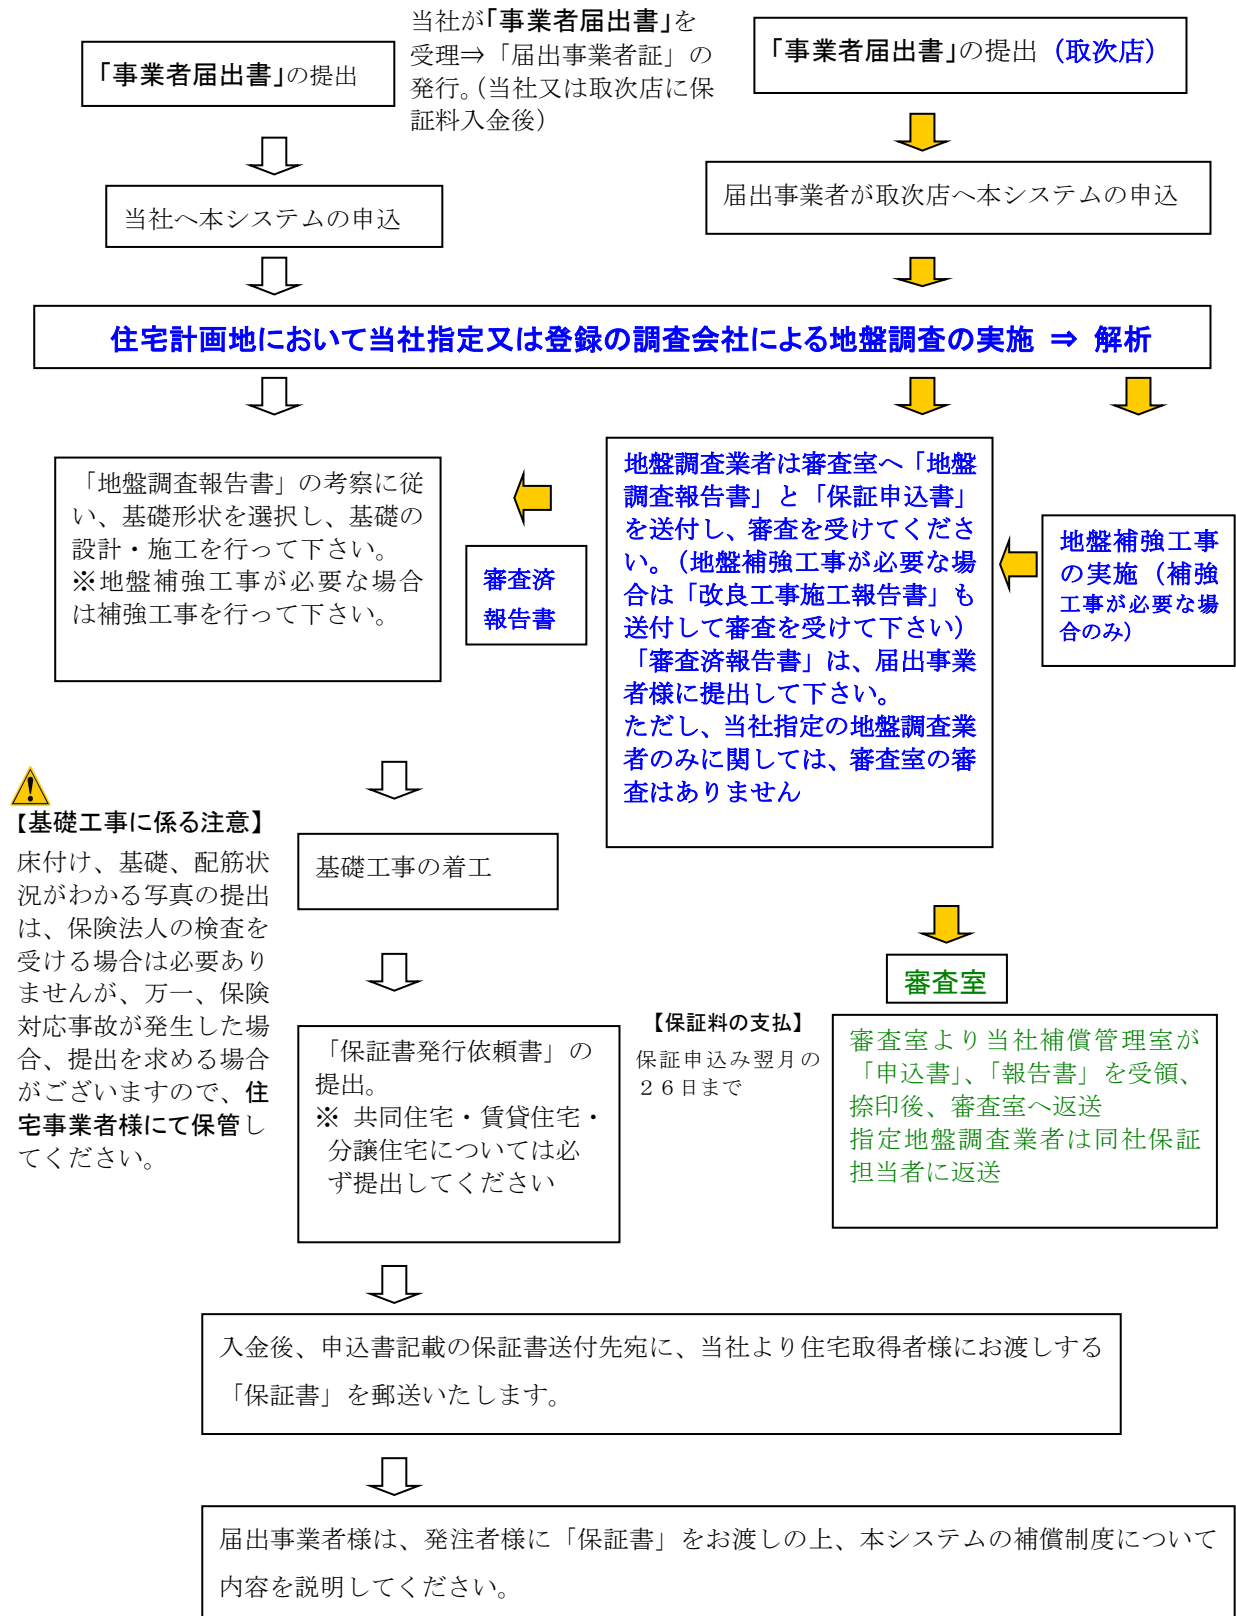 「事業者届出書」の提出
当社が「事業者届出書」を
受理⇒「届出事業者証」の
発行。(当社又は取次店に保
証料入金後)
「事業者届出書」の提出（取次店）
当社へ本システムの申込
届出事業者が取次店へ本システムの申込
住宅計画地において当社指定又は登録の調査会社による地盤調査の実施 ⇒ 解析
「地盤調査報告書」の考察に従
い、基礎形状を選択し、基礎の
設計・施工を行って下さい。
※地盤補強工事が必要な場合
は補強工事を行って下さい。
審査済
報告書
地盤調査業者は審査室へ「地盤
調査報告書」と「保証申込書」
を送付し、審査を受けてくださ
い。（地盤補強工事が必要な場
合は「改良工事施工報告書」も
送付して審査を受けて下さい）
「審査済報告書」は、届出事業
者様に提出して下さい。
ただし、当社指定の地盤調査業
者のみに関しては、審査室の審
査はありません
地盤補強工事
の実施（補強
工事が必要な場
合のみ）
【基礎工事に係る注意】
床付け、基礎、配筋状
況がわかる写真の提出
は、保険法人の検査を
受ける場合は必要あり
ませんが、万一、保険
対応事故が発生した場
合、提出を求める場合
がございますので、住
宅事業者様にて保管し
てください。
基礎工事の着工
「保証書発行依頼書」の
提出。
※ 共同住宅・賃貸住宅・
分譲住宅については必
ず提出してください
【保証料の支払】
保証申込み翌月の
２６日まで
審査室
審査室より当社補償管理室が
「申込書」、「報告書」を受領、
捺印後、審査室へ返送
指定地盤調査業者は同社保証
担当者に返送
入金後、申込書記載の保証書送付先宛に、当社より住宅取得者様にお渡しする
「保証書」を郵送いたします。
届出事業者様は、発注者様に「保証書」をお渡しの上、本システムの補償制度について
内容を説明してください。